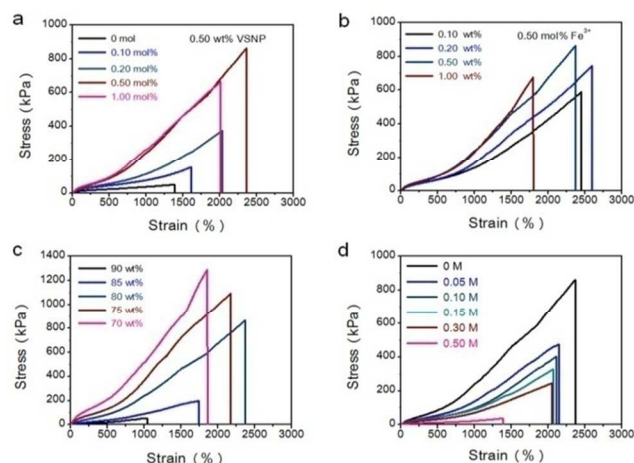 a
0 mol
0.10 mol%
0.20 mol%
0.50 mol%
1.00 mol%
0.50 wt% VSNP
Stress (kPa)
1000
800
600
400
200
0
0 500 1000 1500 2000 2500 3000
Strain (%)
b
0.10 wt%
0.20 wt%
0.50 wt%
1.00 wt%
0.50 mol% Fe³⁺
Stress (kPa)
1000
800
600
400
200
0
0 500 1000 1500 2000 2500 3000
Strain (%)
c
90 wt%
85 wt%
80 wt%
75 wt%
70 wt%
Stress (kPa)
1400
1200
1000
800
600
400
200
0
0 500 1000 1500 2000 2500 3000
Strain (%)
d
0 M
0.05 M
0.10 M
0.15 M
0.30 M
0.50 M
Stress (kPa)
1000
800
600
400
200
0
0 500 1000 1500 2000 2500 3000
Strain (%)